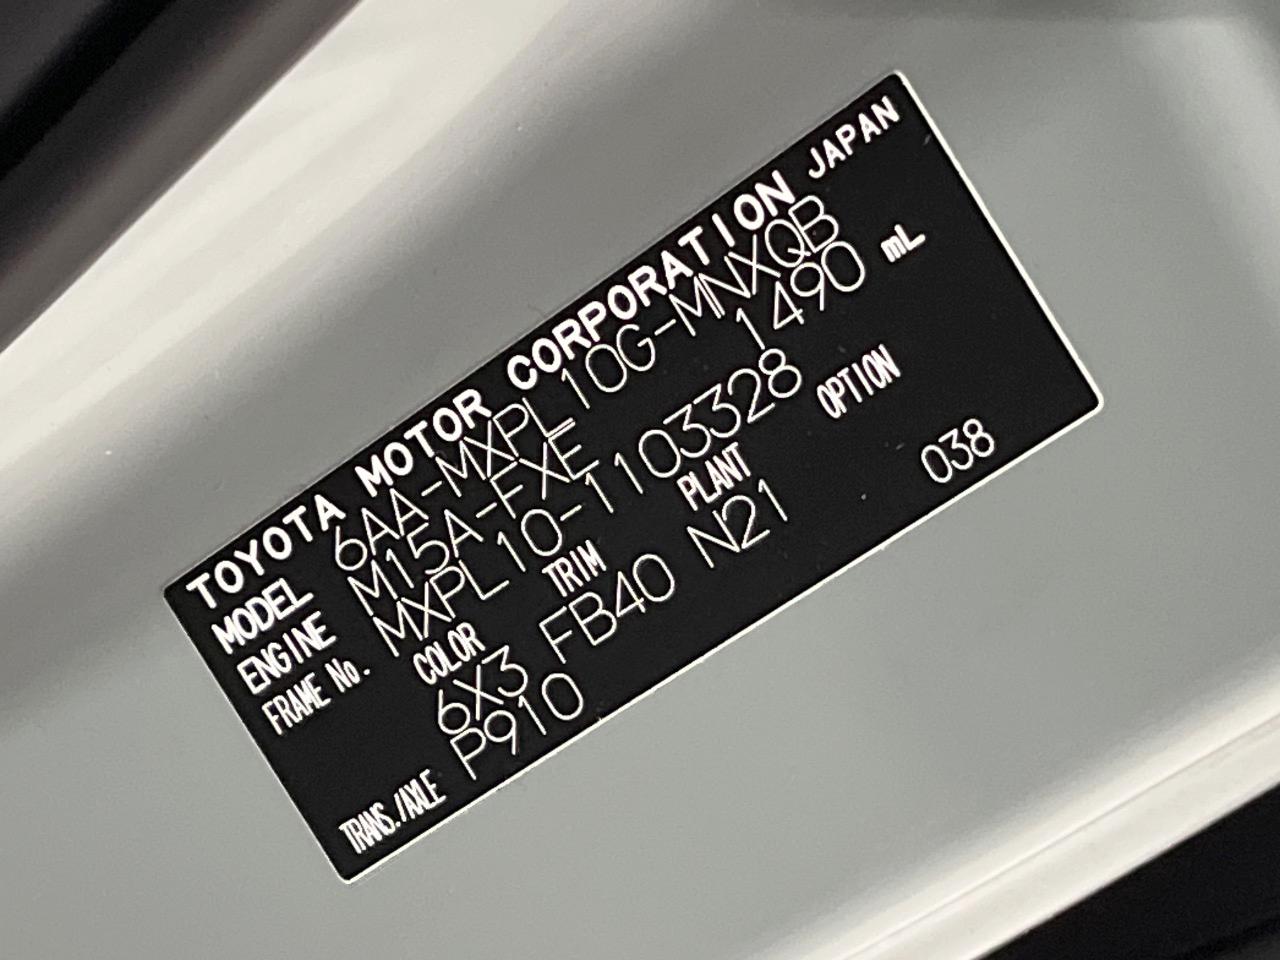 TOYOTA MOTOR CORPORATION JAPAN
MODEL 6AA-MXPL10G-MNXQB
ENGINE M15A-FXE 1490 mL
FRAME No. MXPL10-1103328
COLOR TRIM PLANT OPTION
6X3 FB40 N21
TRANS./AXLE P910 038